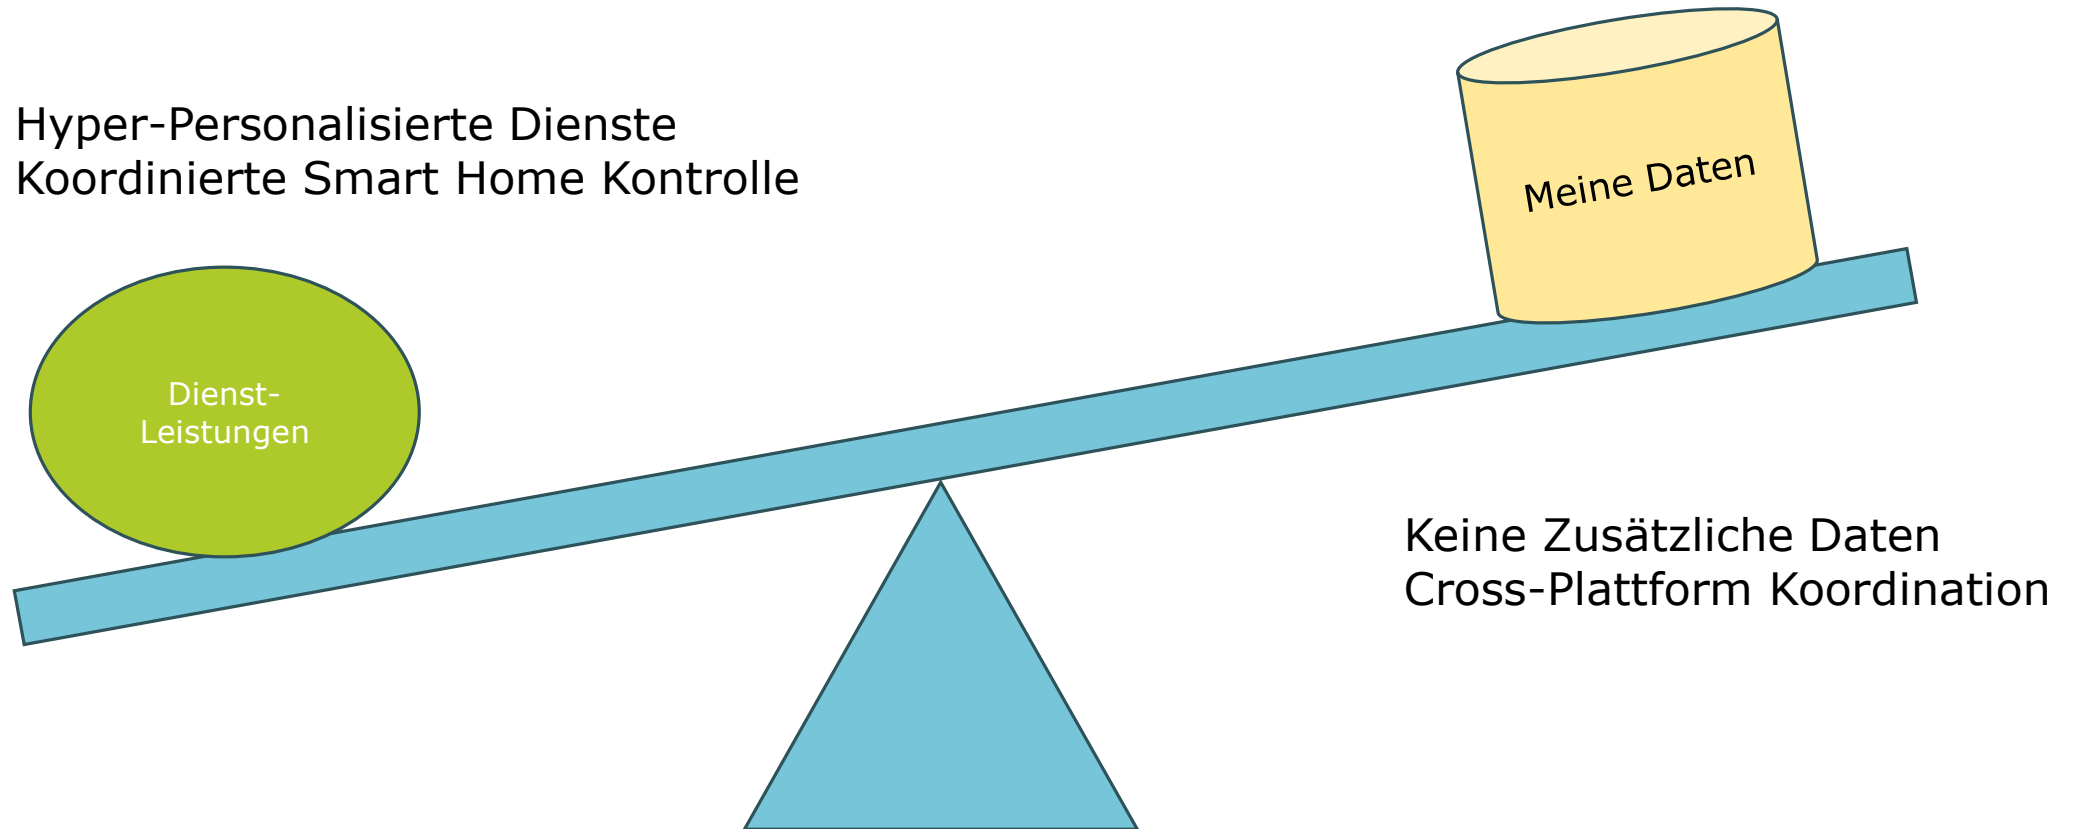 Hyper-Personalisierte Dienste
Koordinierte Smart Home Kontrolle
Meine Daten
Dienst-
Leistungen
Keine Zusätzliche Daten
Cross-Plattform Koordination